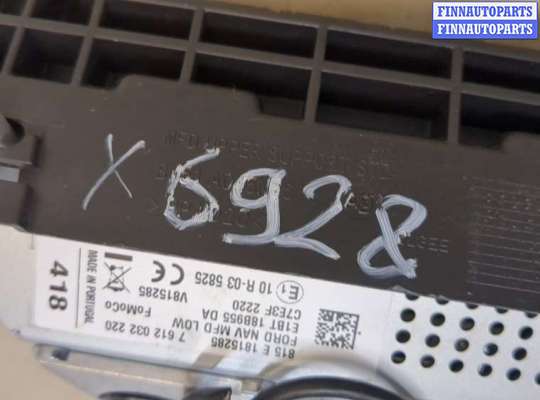 FINNAUTOPARTS
FINNAUTOPARTS
X 6928
815 E 1815285
FORD NAV MFD LOW
E1BT 18B955 DA
C7E3F 2220
E1 10 R-03 5825
7 612 032 220
FoMoCo
V815285
MADE IN PORTUGAL
418